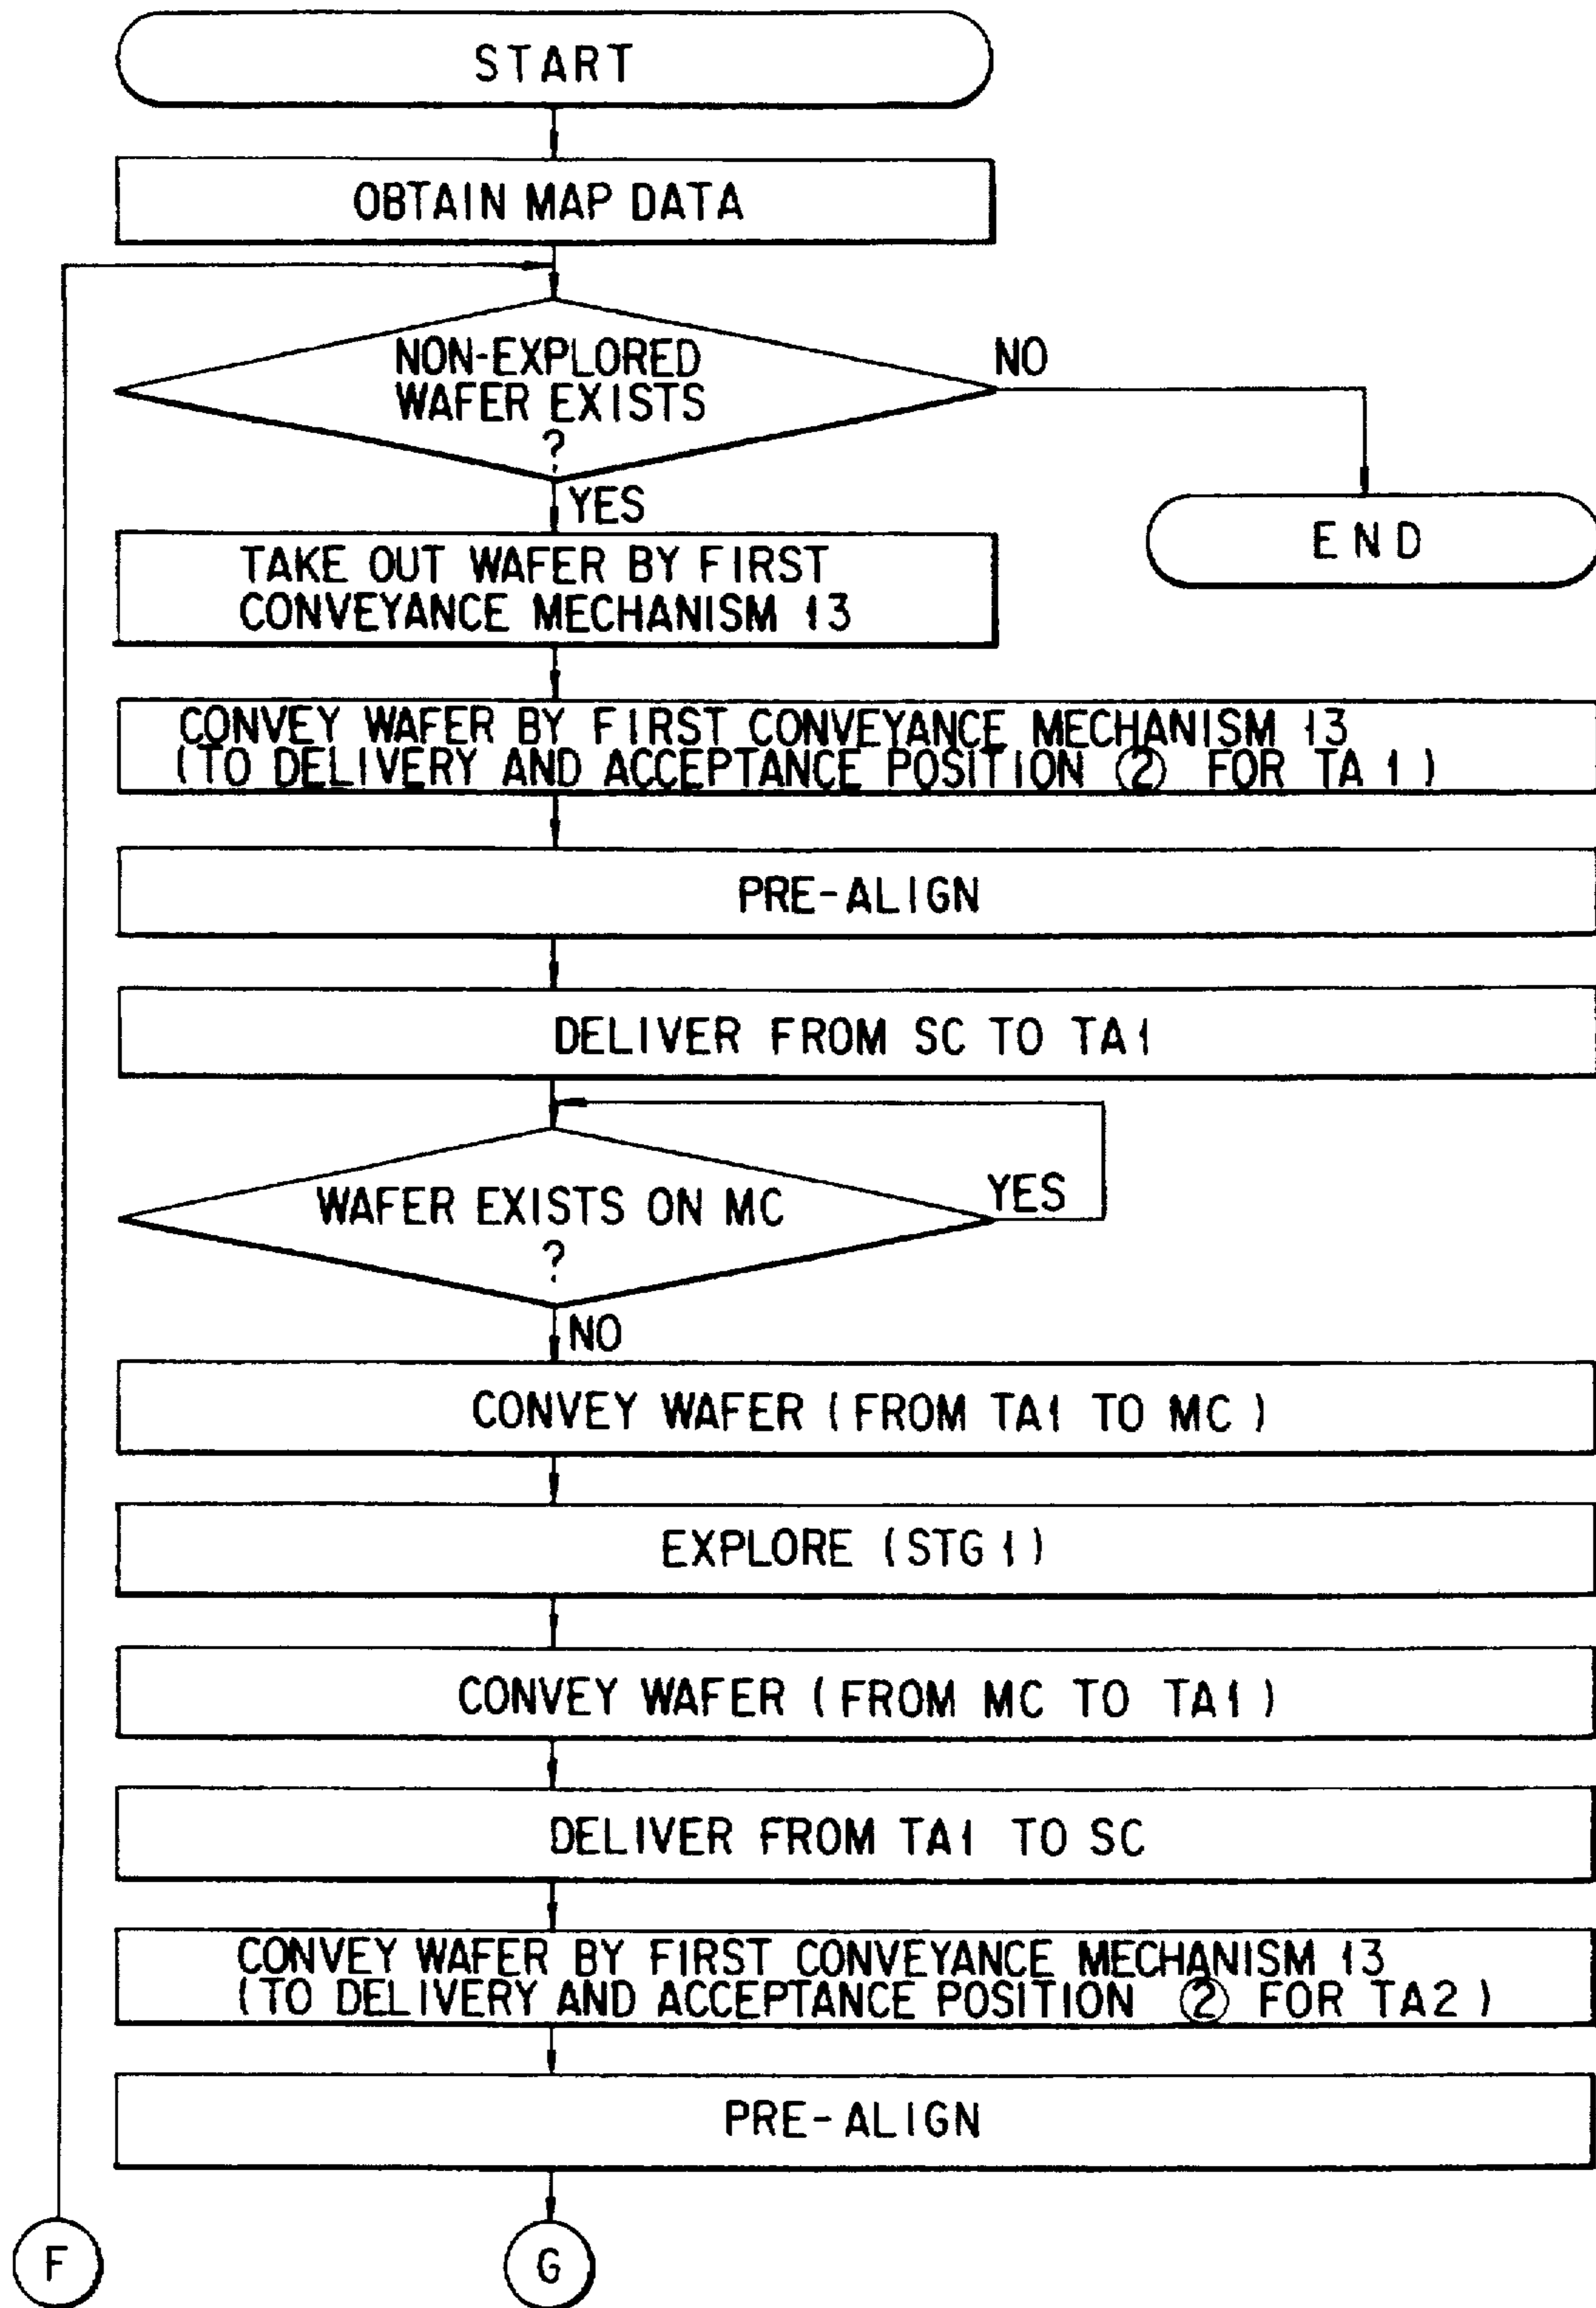 START
OBTAIN MAP DATA
NON-EXPLORED
WAFER EXISTS
?
NO
YES
END
TAKE OUT WAFER BY FIRST
CONVEYANCE MECHANISM 13
CONVEY WAFER BY FIRST CONVEYANCE MECHANISM 13
(TO DELIVERY AND ACCEPTANCE POSITION ② FOR TA 1)
PRE-ALIGN
DELIVER FROM SC TO TA1
WAFER EXISTS ON MC
?
YES
NO
CONVEY WAFER (FROM TA1 TO MC)
EXPLORE (STG1)
CONVEY WAFER (FROM MC TO TA1)
DELIVER FROM TA1 TO SC
CONVEY WAFER BY FIRST CONVEYANCE MECHANISM 13
(TO DELIVERY AND ACCEPTANCE POSITION ② FOR TA2)
PRE-ALIGN
F
G